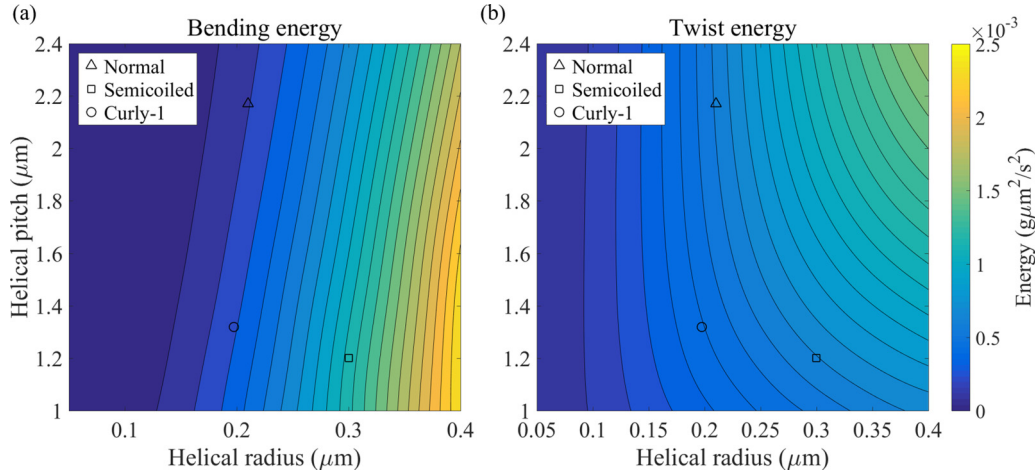 (a)
Bending energy
Normal
Semicoiled
Curly-1
2.4
2.2
2
1.8
1.6
1.4
1.2
1
0.1
0.2
0.3
0.4
Helical pitch (μm)
Helical radius (μm)
(b)
Twist energy
Normal
Semicoiled
Curly-1
2.4
2.2
2
1.8
1.6
1.4
1.2
1
0.05
0.1
0.15
0.2
0.25
0.3
0.35
0.4
Helical radius (μm)
×10⁻³
2.5
2
1.5
1
0.5
0
Energy (gμm²/s²)